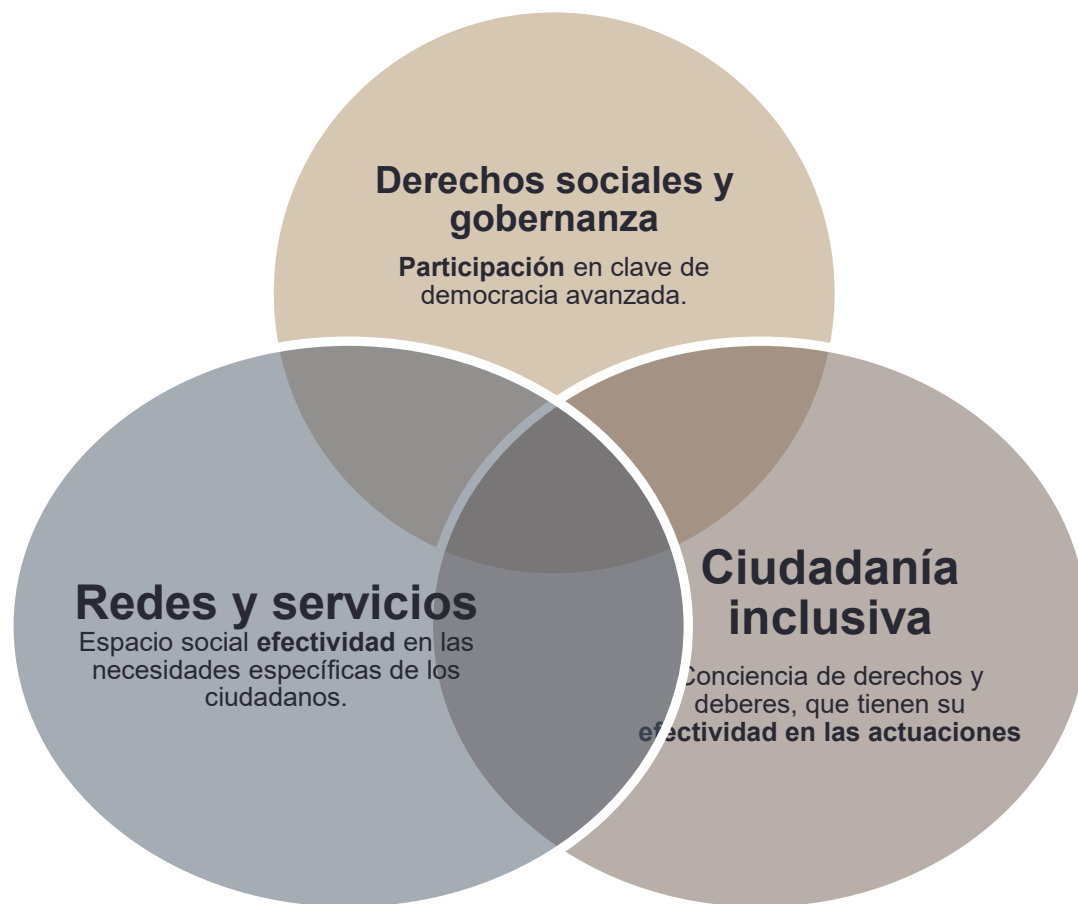 Derechos sociales y
gobernanza
Participación en clave de
democracia avanzada.
Redes y servicios
Espacio social efectividad en las
necesidades específicas de los
ciudadanos.
Ciudadanía
inclusiva
Conciencia de derechos y
deberes, que tienen su
efectividad en las actuaciones